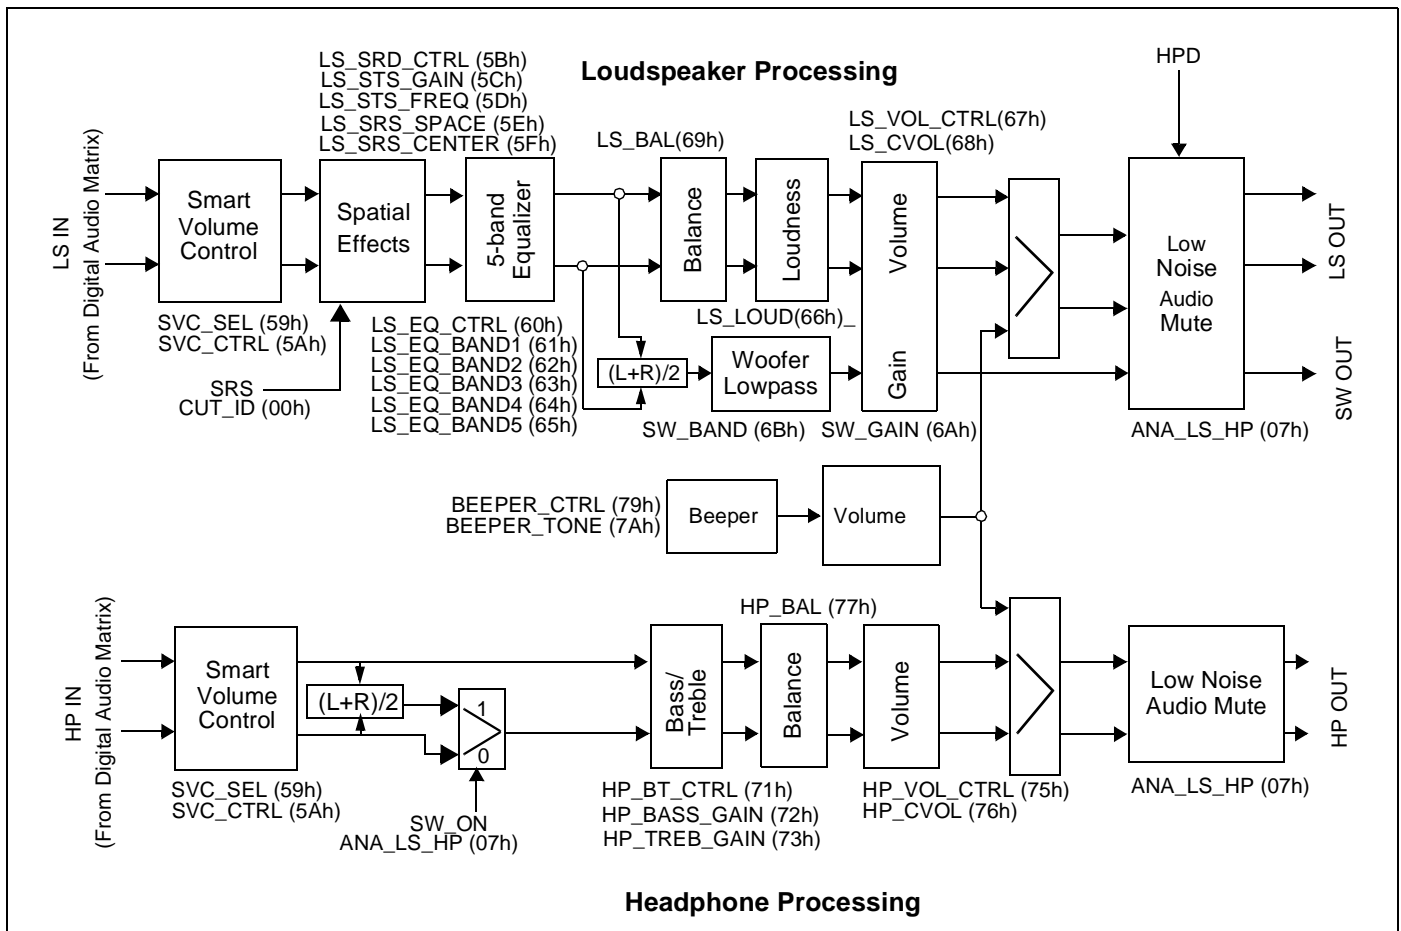 LS_SRD_CTRL (5Bh)
LS_STS_GAIN (5Ch)
LS_STS_FREQ (5Dh)
LS_SRS_SPACE (5Eh)
LS_SRS_CENTER (5Fh)
Loudspeaker Processing
HPD
LS_BAL(69h)
LS_VOL_CTRL(67h)
LS_CVOL(68h)
LS IN
(From Digital Audio Matrix)
Smart
Volume
Control
Spatial
Effects
5-band
Equalizer
Balance
Loudness
Volume
Gain
Low
Noise
Audio
Mute
LS OUT
SW OUT
SVC_SEL (59h)
SVC_CTRL (5Ah)
SRS
CUT_ID (00h)
LS_EQ_CTRL (60h)
LS_EQ_BAND1 (61h)
LS_EQ_BAND2 (62h)
LS_EQ_BAND3 (63h)
LS_EQ_BAND4 (64h)
LS_EQ_BAND5 (65h)
LS_LOUD(66h)_
(L+R)/2
Woofer
Lowpass
SW_BAND (6Bh)
SW_GAIN (6Ah)
ANA_LS_HP (07h)
BEEPER_CTRL (79h)
BEEPER_TONE (7Ah)
Beeper
Volume
HP_BAL (77h)
HP IN
(From Digital Audio Matrix)
Smart
Volume
Control
(L+R)/2
1
0
Bass/
Treble
Balance
Volume
Low Noise
Audio Mute
HP OUT
SVC_SEL (59h)
SVC_CTRL (5Ah)
SW_ON
ANA_LS_HP (07h)
HP_BT_CTRL (71h)
HP_BASS_GAIN (72h)
HP_TREB_GAIN (73h)
HP_VOL_CTRL (75h)
HP_CVOL (76h)
ANA_LS_HP (07h)
Headphone Processing